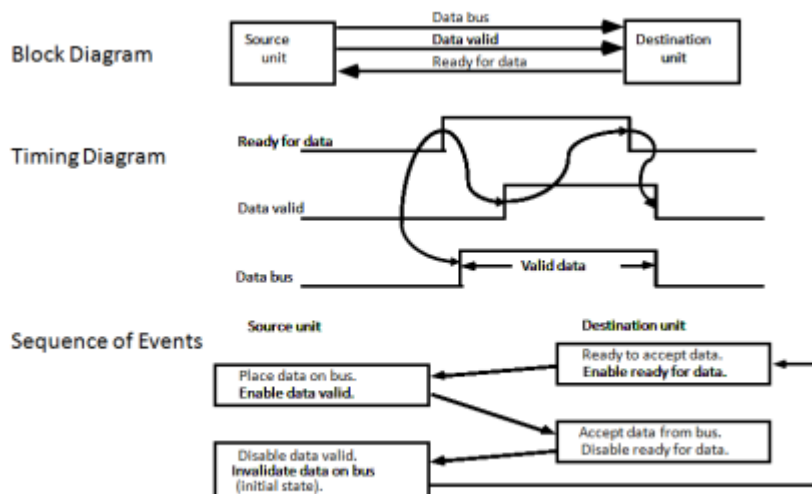 Block Diagram
Source
unit
Data bus
Data valid
Ready for data
Destination
unit
Timing Diagram
Ready for data
Data valid
Data bus
Valid data
Sequence of Events
Source unit
Destination unit
Ready to accept data.
Enable ready for data.
Place data on bus.
Enable data valid.
Accept data from bus.
Disable ready for data.
Disable data valid.
Invalidate data on bus
(initial state).